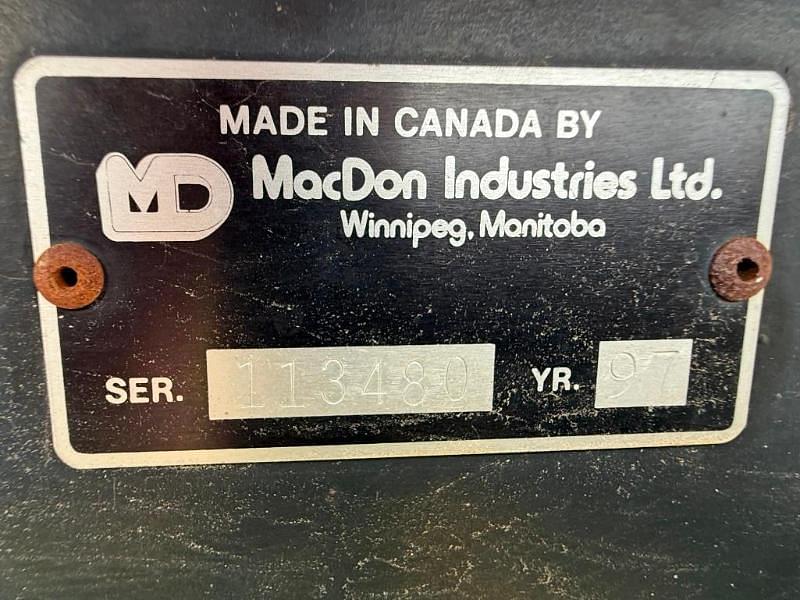 MADE IN CANADA BY
MD MacDon Industries Ltd.
Winnipeg, Manitoba
SER. 113480 YR. 97